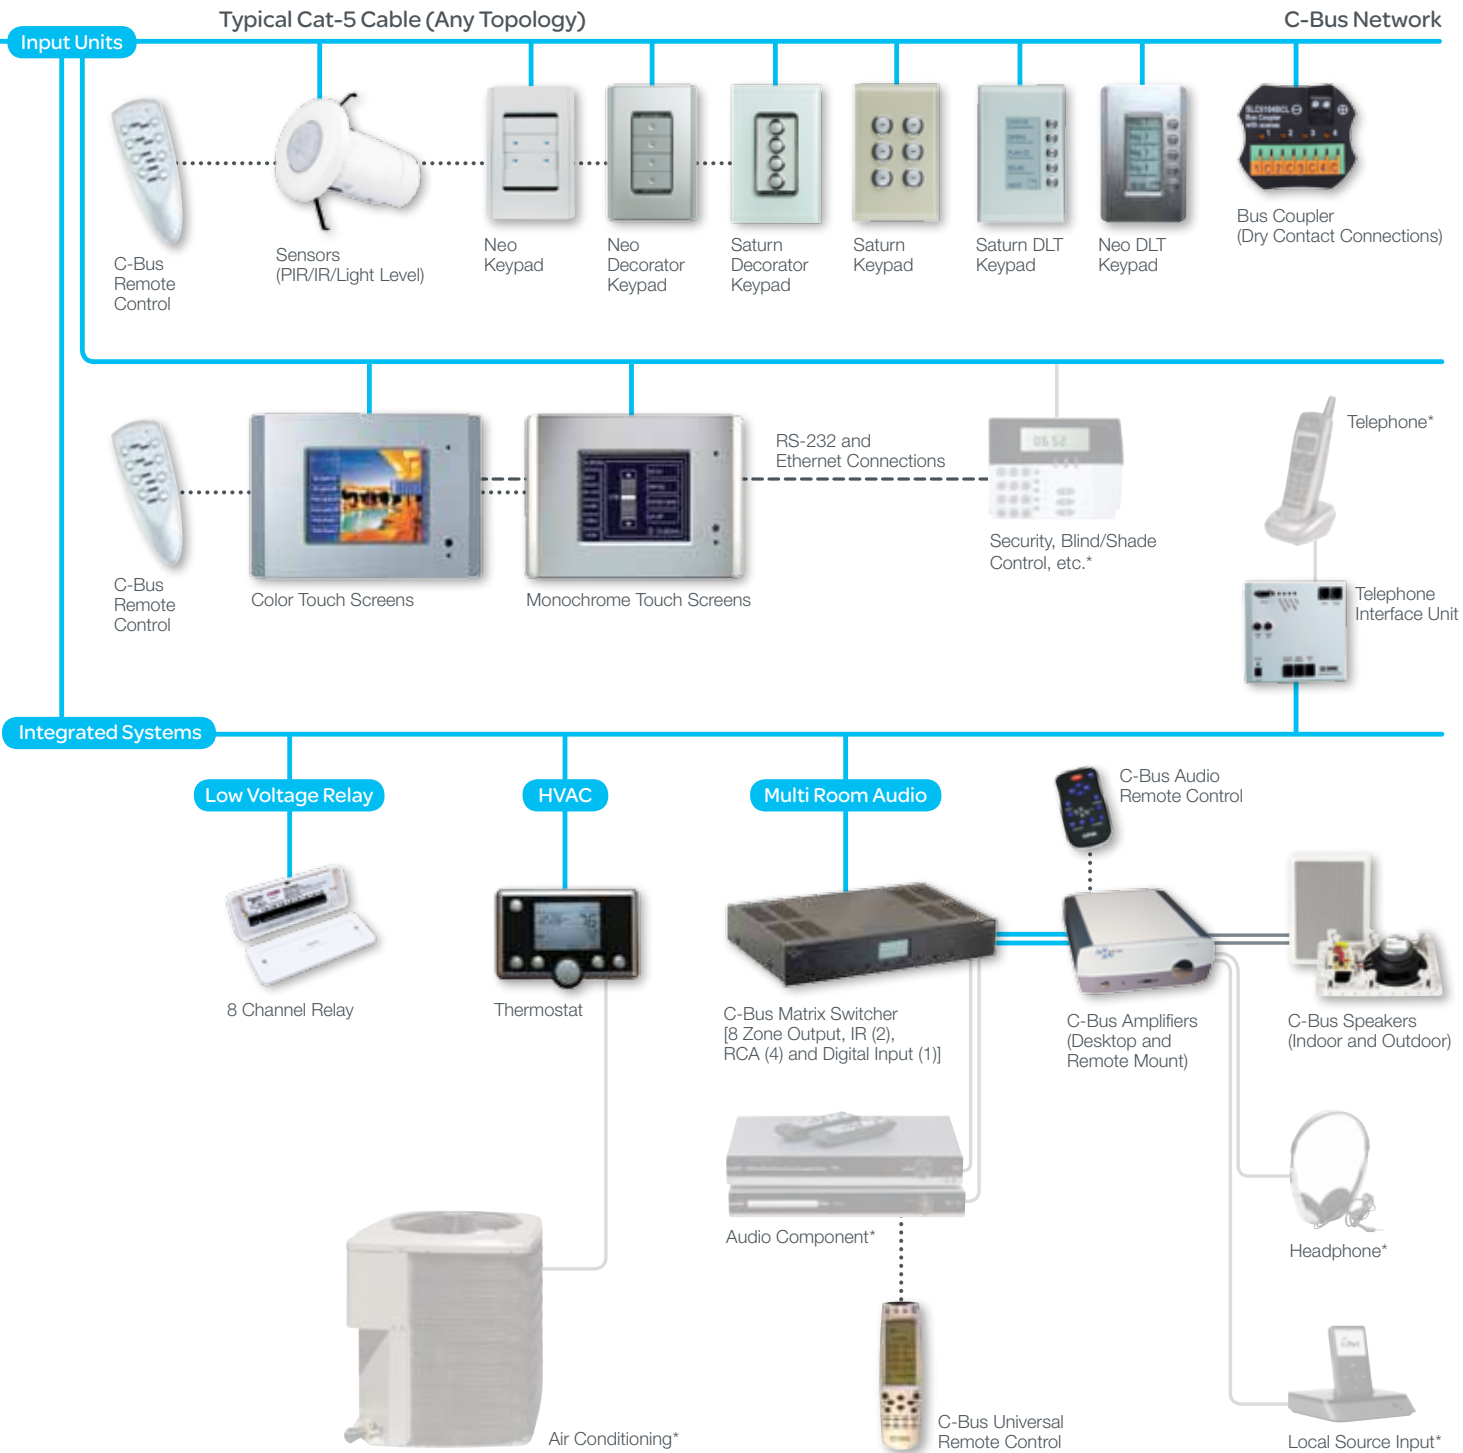 Typical Cat-5 Cable (Any Topology)
C-Bus Network
Input Units
C-Bus
Remote
Control
Sensors
(PIR/IR/Light Level)
Neo
Keypad
Neo
Decorator
Keypad
Saturn
Decorator
Keypad
Saturn
Keypad
Saturn DLT
Keypad
Neo DLT
Keypad
Bus Coupler
(Dry Contact Connections)
C-Bus
Remote
Control
Color Touch Screens
Monochrome Touch Screens
RS-232 and
Ethernet Connections
Security, Blind/Shade
Control, etc.*
Telephone*
Telephone
Interface Unit
Integrated Systems
Low Voltage Relay
HVAC
Multi Room Audio
C-Bus Audio
Remote Control
8 Channel Relay
Thermostat
C-Bus Matrix Switcher
[8 Zone Output, IR (2),
RCA (4) and Digital Input (1)]
C-Bus Amplifiers
(Desktop and
Remote Mount)
C-Bus Speakers
(Indoor and Outdoor)
Audio Component*
Headphone*
Air Conditioning*
C-Bus Universal
Remote Control
Local Source Input*